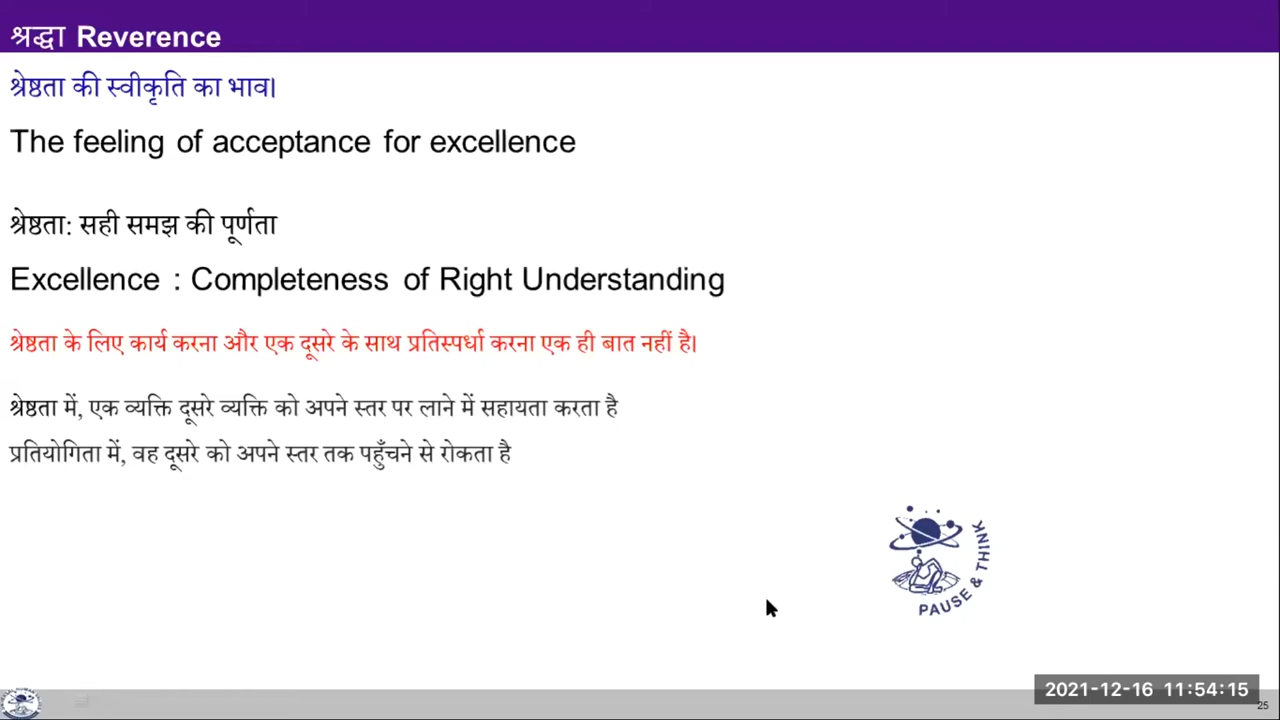 श्रद्धा Reverence
श्रेष्ठता की स्वीकृति का भाव।
The feeling of acceptance for excellence
श्रेष्ठता: सही समझ की पूर्णता
Excellence : Completeness of Right Understanding
श्रेष्ठता के लिए कार्य करना और एक दूसरे के साथ प्रतिस्पर्धा करना एक ही बात नहीं है।
श्रेष्ठता में, एक व्यक्ति दूसरे व्यक्ति को अपने स्तर पर लाने में सहायता करता है
प्रतियोगिता में, वह दूसरे को अपने स्तर तक पहुँचने से रोकता है
PAUSE & THINK
2021-12-16 11:54:15
25